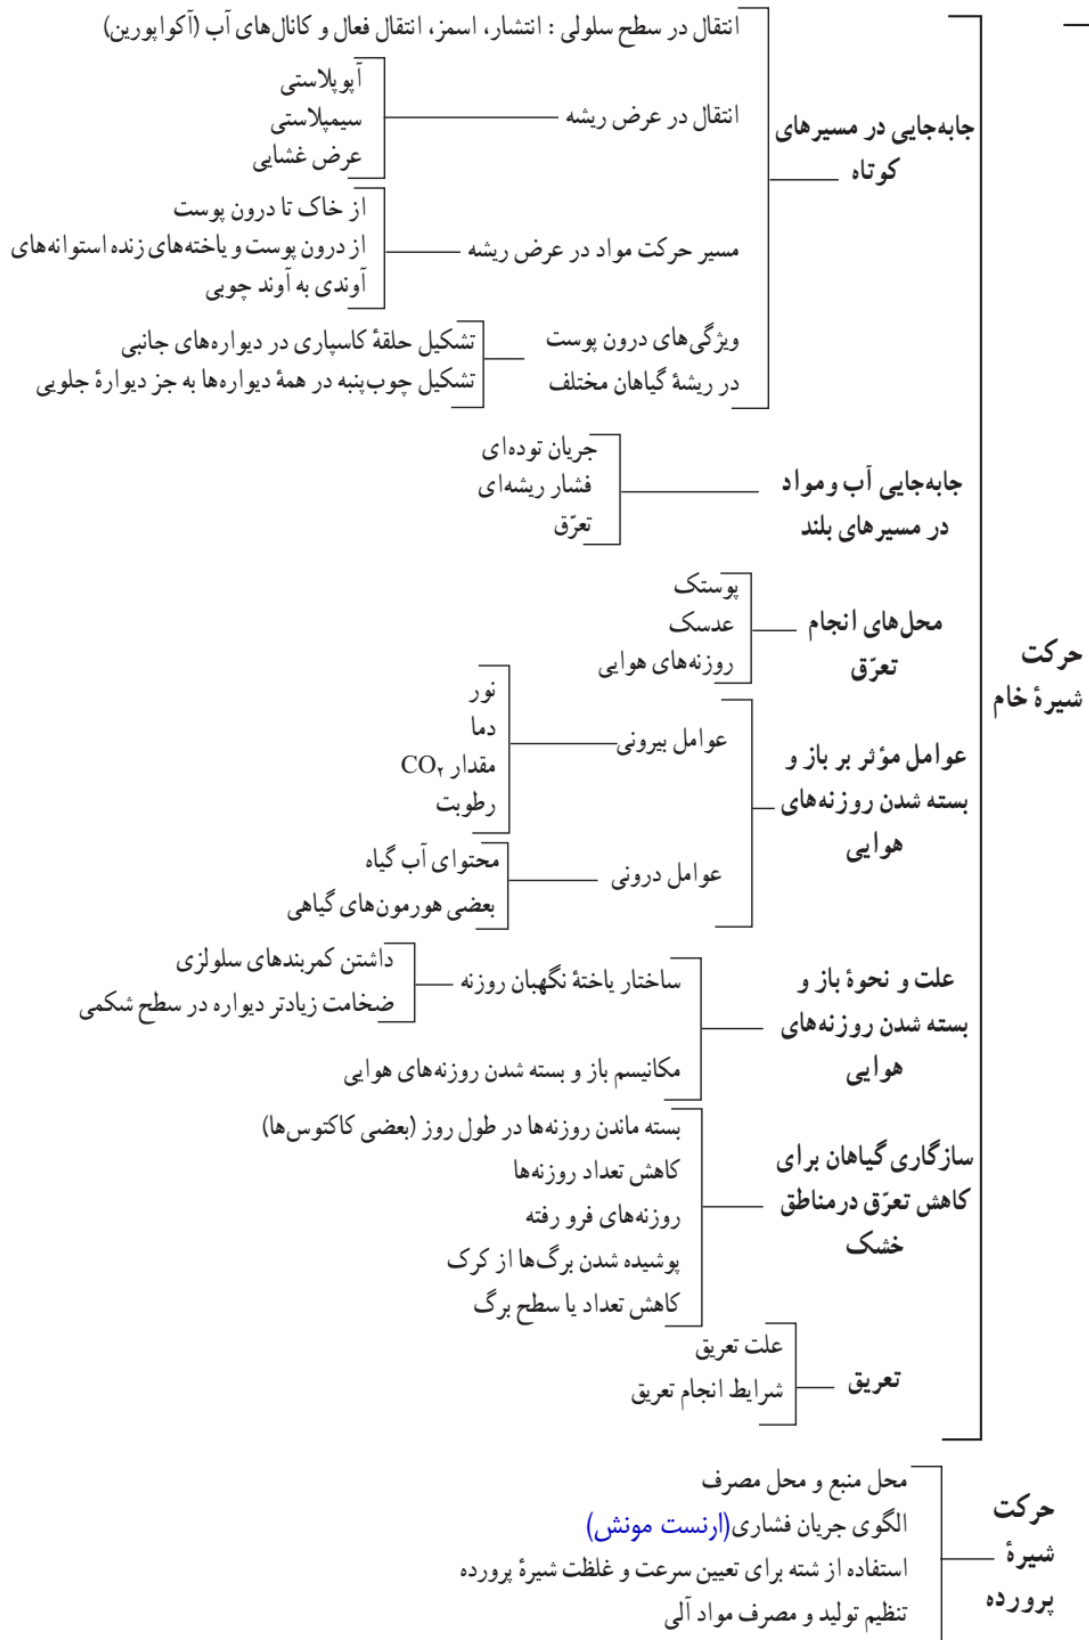 حرکت
شیرهٔ خام
جابه‌جایی در مسیرهای
کوتاه
انتقال در سطح سلولی : انتشار، اسمز، انتقال فعال و کانال‌های آب (آکواپورین)
انتقال در عرض ریشه
آپوپلاستی
سیمپلاستی
عرض غشایی
مسیر حرکت مواد در عرض ریشه
از خاک تا درون پوست
از درون پوست و یاخته‌های زنده استوانه‌های
آوندی به آوند چوبی
ویژگی‌های درون پوست
در ریشهٔ گیاهان مختلف
تشکیل حلقهٔ کاسپاری در دیواره‌های جانبی
تشکیل چوب‌پنبه در همهٔ دیواره‌ها به جز دیوارهٔ جلویی
جابه‌جایی آب ومواد
در مسیرهای بلند
جریان توده‌ای
فشار ریشه‌ای
تعرّق
محل‌های انجام
تعرّق
پوستک
عدسک
روزنه‌های هوایی
عوامل مؤثر بر باز و
بسته شدن روزنه‌های
هوایی
عوامل بیرونی
نور
دما
مقدار CO₂
رطوبت
عوامل درونی
محتوای آب گیاه
بعضی هورمون‌های گیاهی
علت و نحوهٔ باز و
بسته شدن روزنه‌های
هوایی
ساختار یاختهٔ نگهبان روزنه
داشتن کمربندهای سلولزی
ضخامت زیادتر دیواره در سطح شکمی
مکانیسم باز و بسته شدن روزنه‌های هوایی
سازگاری گیاهان برای
کاهش تعرّق درمناطق
خشک
بسته ماندن روزنه‌ها در طول روز (بعضی کاکتوس‌ها)
کاهش تعداد روزنه‌ها
روزنه‌های فرو رفته
پوشیده شدن برگ‌ها از کرک
کاهش تعداد یا سطح برگ
تعریق
علت تعریق
شرایط انجام تعریق
حرکت
شیرهٔ
پرورده
محل منبع و محل مصرف
الگوی جریان فشاری(ارنست مونش)
استفاده از شته برای تعیین سرعت و غلظت شیرهٔ پرورده
تنظیم تولید و مصرف مواد آلی